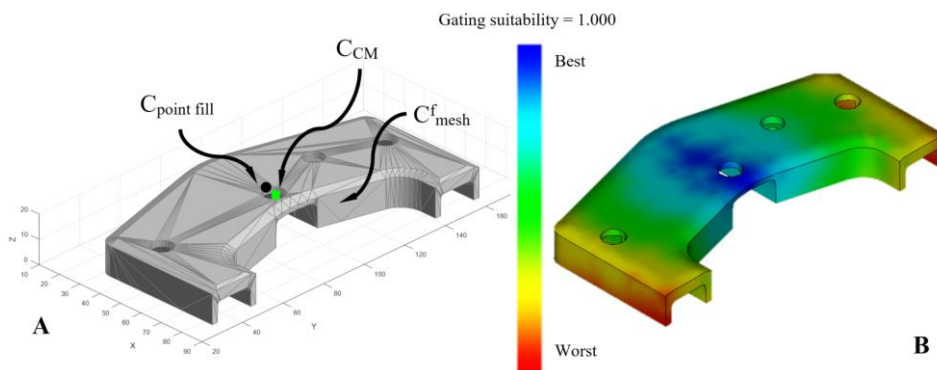 Gating suitability = 1.000
C_CM
C_point fill
C^f_mesh
Best
Worst
20
10
0
Z
10
20
30
40
50
60
70
80
90
X
20
40
60
80
100
120
140
160
Y
A
B